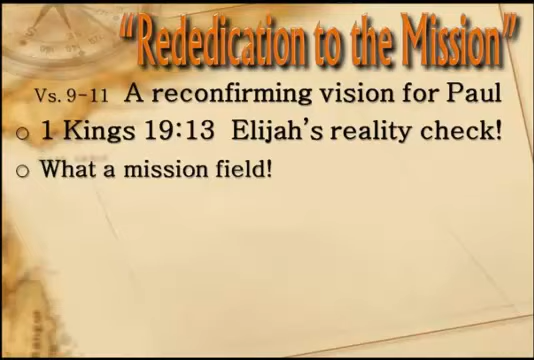 “Rededication to the Mission”
Vs. 9-11 A reconfirming vision for Paul
○ 1 Kings 19:13 Elijah's reality check!
○ What a mission field!